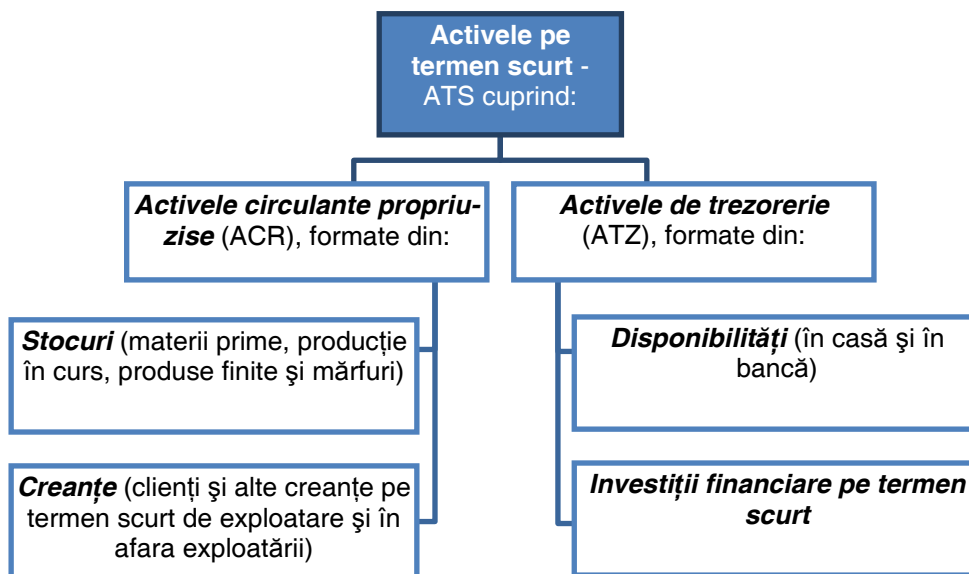 Activele pe
termen scurt -
ATS cuprind:
Activele circulante propriu-
zise (ACR), formate din:
Activele de trezorerie
(ATZ), formate din:
Stocuri (materii prime, producție
în curs, produse finite şi mărfuri)
Disponibilități (în casă şi în
bancă)
Creanțe (clienți şi alte creanțe pe
termen scurt de exploatare şi în
afara exploatării)
Investiții financiare pe termen
scurt